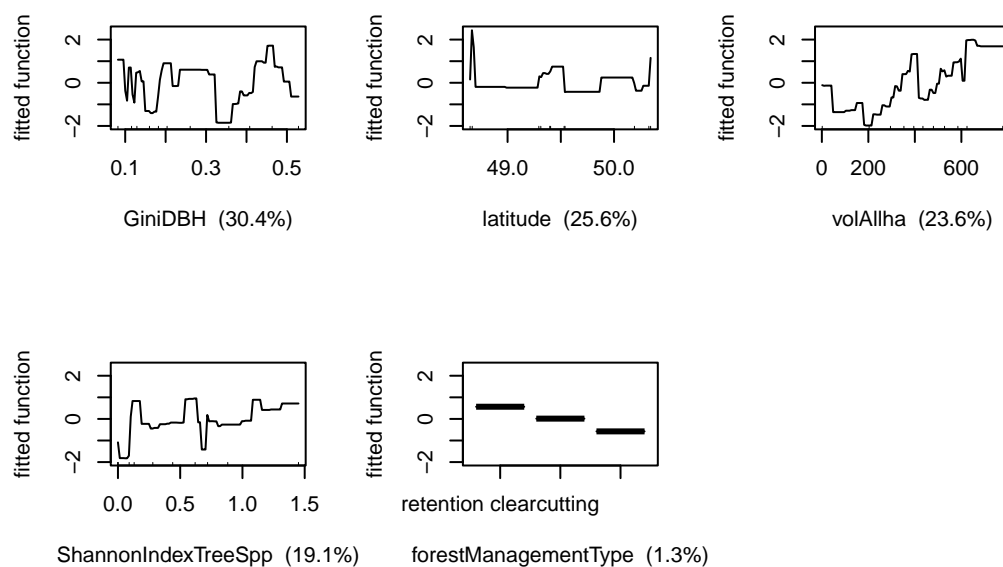 fitted function
2
0
−2
0.1
0.3
0.5
GiniDBH (30.4%)
fitted function
2
0
−2
49.0
50.0
latitude (25.6%)
fitted function
2
0
−2
0
200
600
volAllha (23.6%)
fitted function
2
0
−2
0.0
0.5
1.0
1.5
ShannonIndexTreeSpp (19.1%)
fitted function
2
0
−2
retention clearcutting
forestManagementType (1.3%)